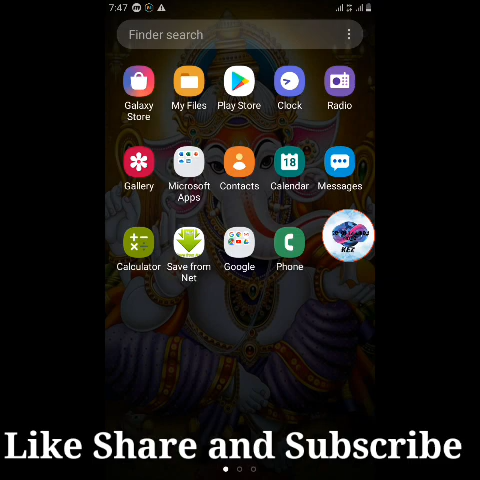 7:47
Finder search
Galaxy Store
My Files
Play Store
Clock
Radio
Gallery
Microsoft Apps
Contacts
18
Calendar
Messages
Calculator
Save from Net
Google
Phone
KEZ
Like Share and Subscribe